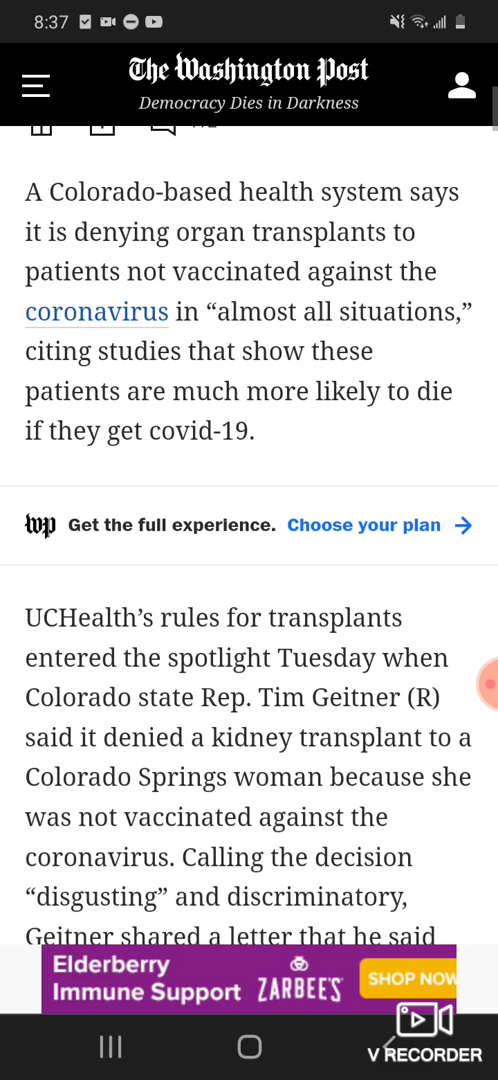 8:37
The Washington Post
Democracy Dies in Darkness
A Colorado-based health system says
it is denying organ transplants to
patients not vaccinated against the
coronavirus in “almost all situations,”
citing studies that show these
patients are much more likely to die
if they get covid-19.
wp Get the full experience. Choose your plan →
UCHealth’s rules for transplants
entered the spotlight Tuesday when
Colorado state Rep. Tim Geitner (R)
said it denied a kidney transplant to a
Colorado Springs woman because she
was not vaccinated against the
coronavirus. Calling the decision
“disgusting” and discriminatory,
Geitner shared a letter that he said
Elderberry
Immune Support
ZARBEE'S
SHOP NOW
V RECORDER